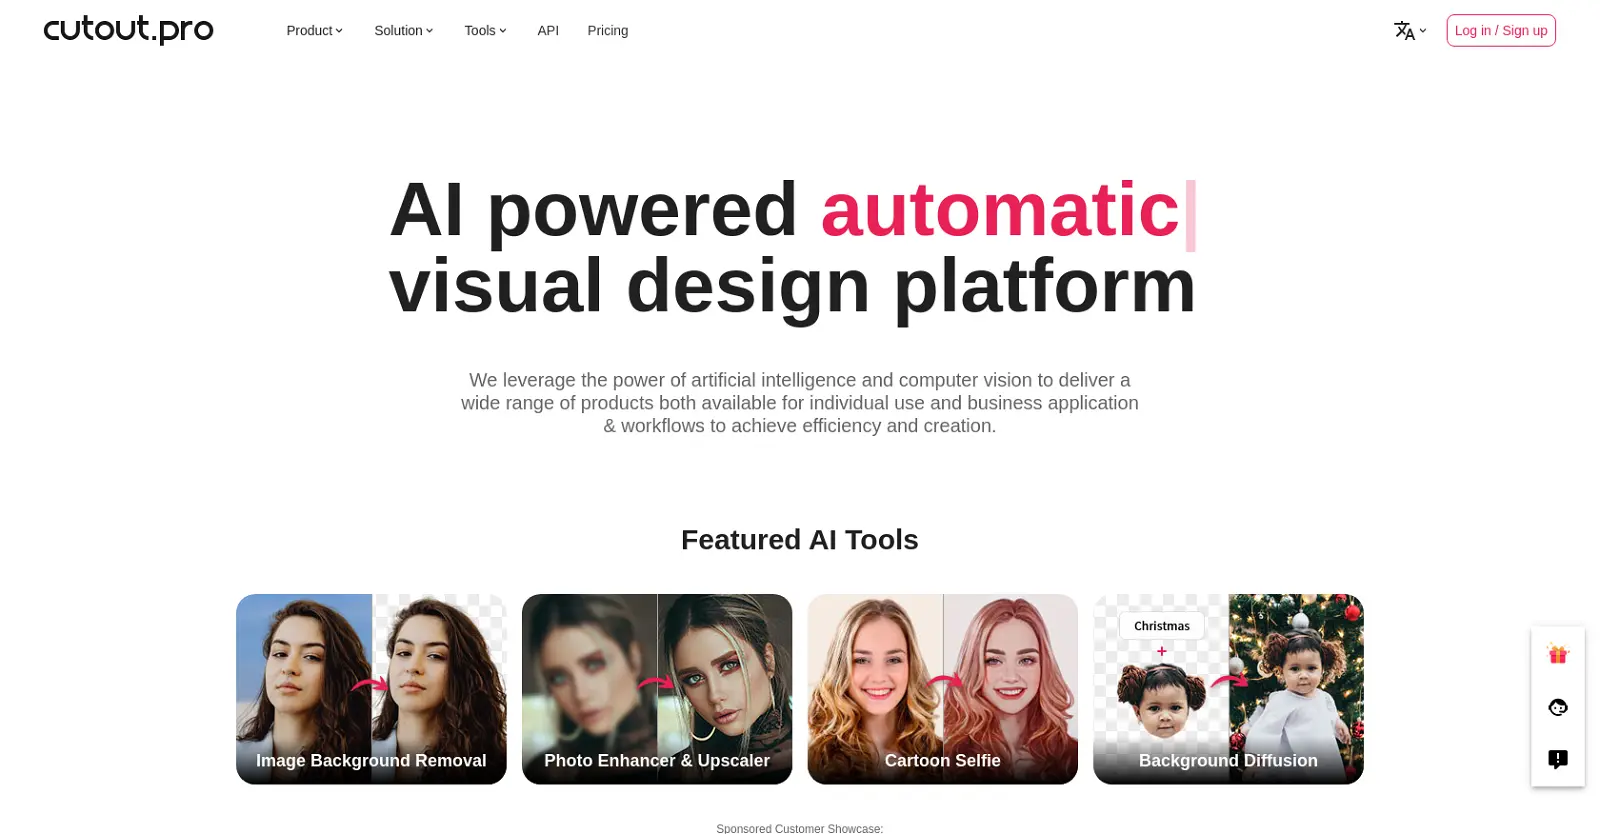 cutout.pro
Product
Solution
Tools
API
Pricing
Log in / Sign up
AI powered automatic
visual design platform
We leverage the power of artificial intelligence and computer vision to deliver a
wide range of products both available for individual use and business application
& workflows to achieve efficiency and creation.
Featured AI Tools
Image Background Removal
Photo Enhancer & Upscaler
Cartoon Selfie
Christmas
+
Background Diffusion
Sponsored Customer Showcase: